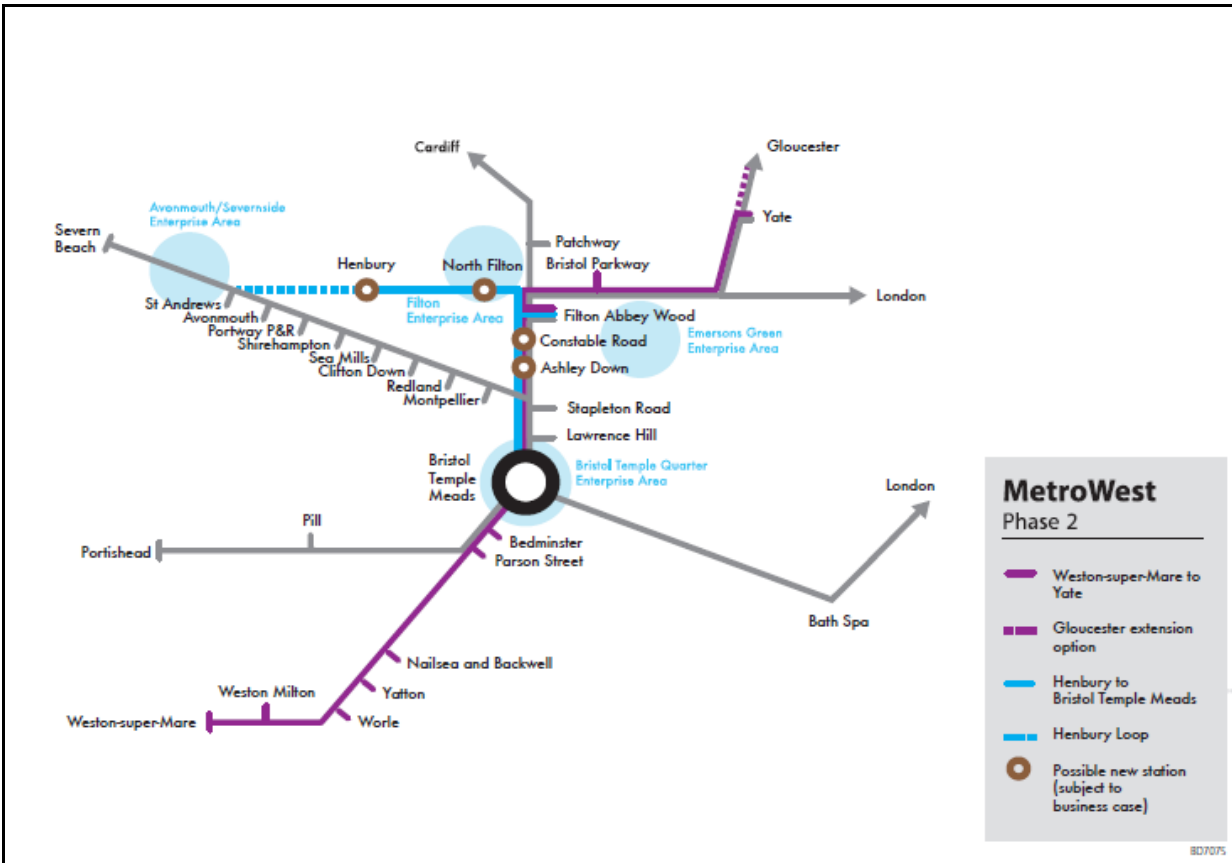 Cardiff
Gloucester
Avonmouth/Severnside
Enterprise Area
Severn
Beach
Yate
Patchway
Henbury
North Filton
Bristol Parkway
St Andrews
Avonmouth
Portway P&R
Shirehampton
Sea Mills
Clifton Down
Redland
Montpellier
Filton
Enterprise Area
London
Filton Abbey Wood
Emersons Green
Enterprise Area
Constable Road
Ashley Down
Stapleton Road
Lawrence Hill
Bristol
Temple
Meads
Bristol Temple Quarter
Enterprise Area
London
Pill
Portishead
Bedminster
Parson Street
Bath Spa
Nailsea and Backwell
Yatton
Weston Milton
Worle
Weston-super-Mare
MetroWest
Phase 2
Weston-super-Mare to
Yate
Gloucester extension
option
Henbury to
Bristol Temple Meads
Henbury Loop
Possible new station
(subject to
business case)
BD7075